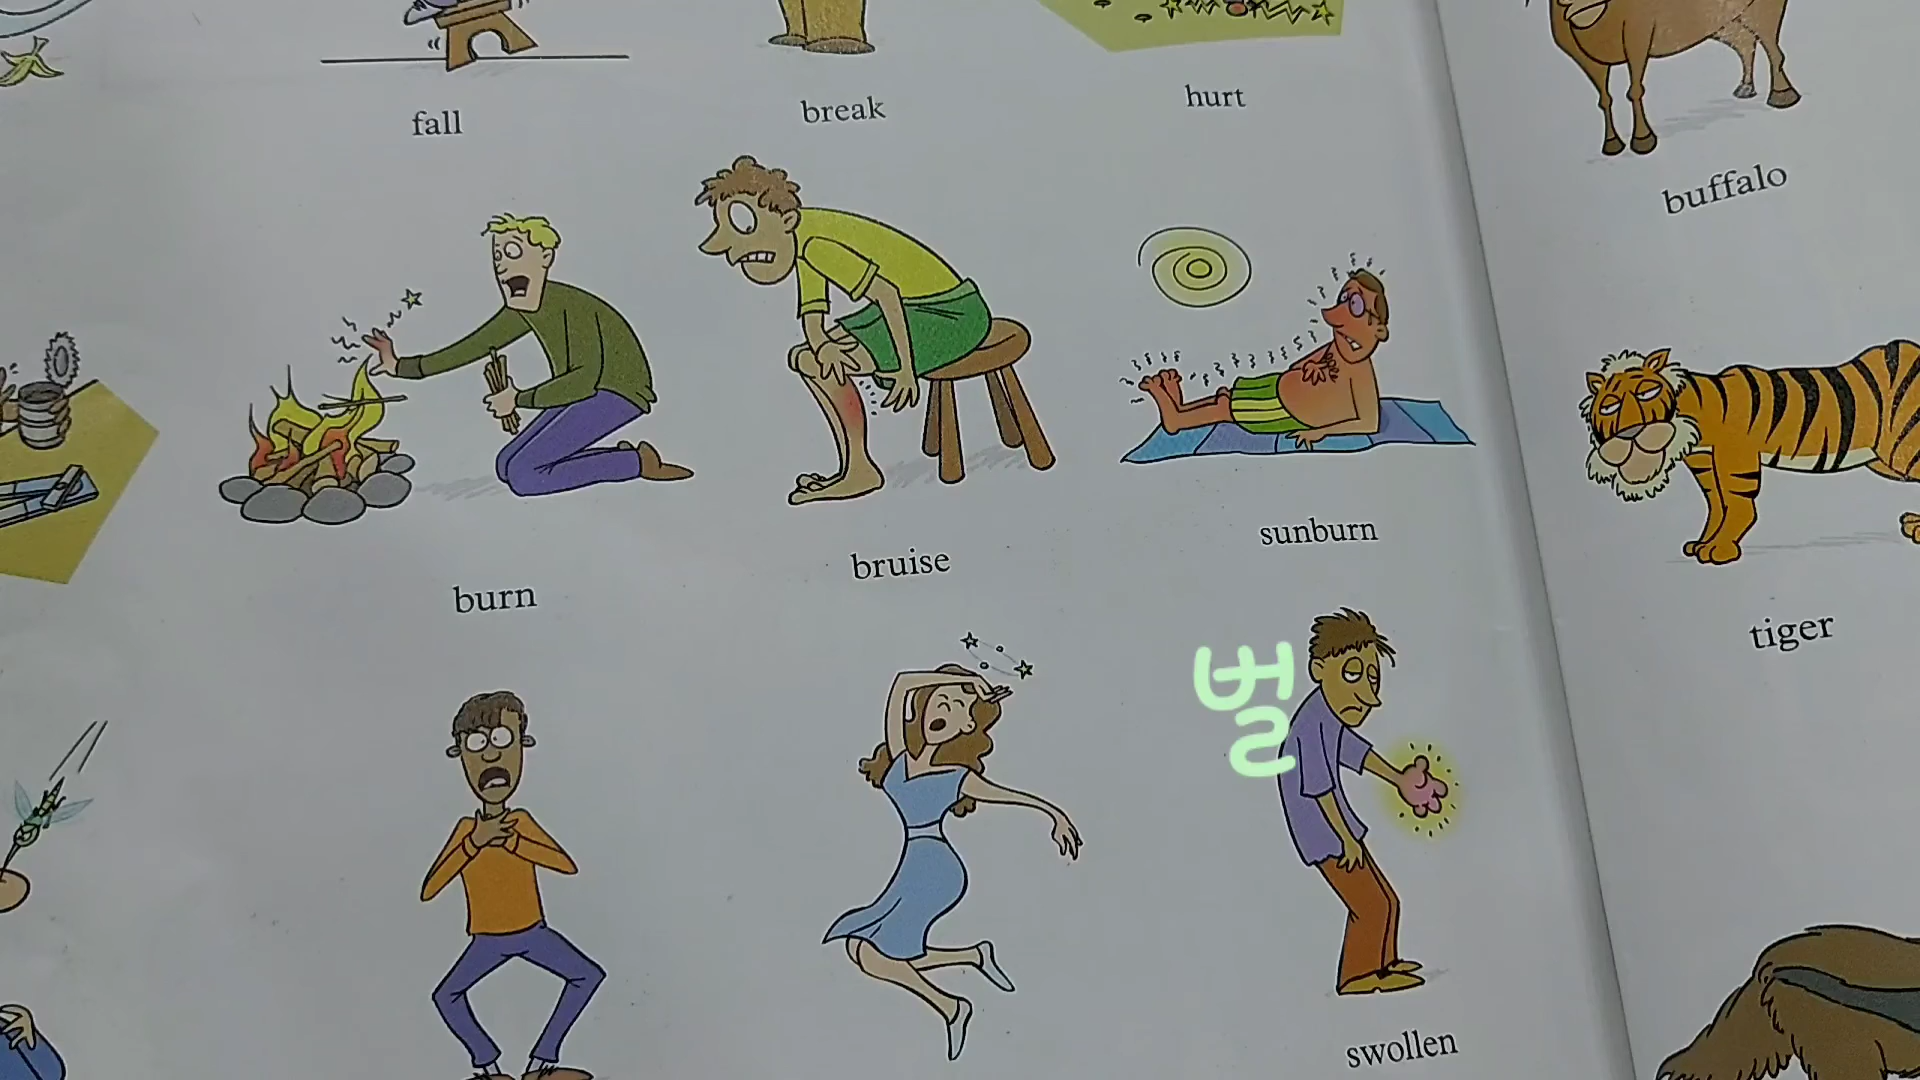 fall
break
hurt
buffalo
burn
bruise
sunburn
tiger
벌
swollen